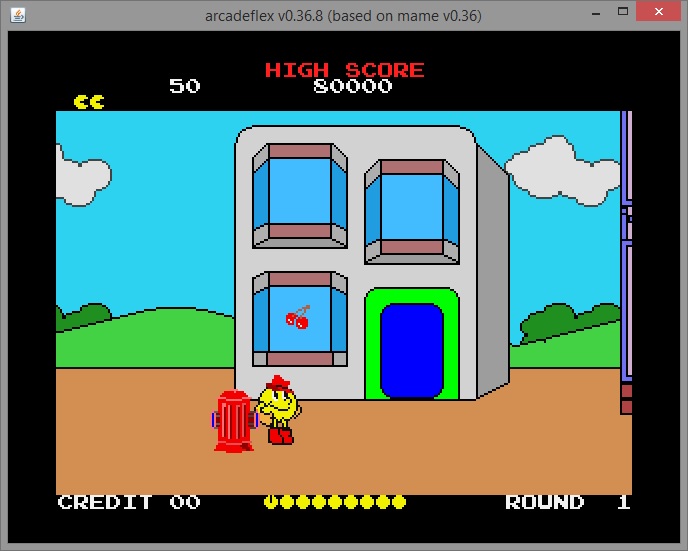 arcadeflex v0.36.8 (based on mame v0.36)
HIGH SCORE
50 80000
CREDIT 00 ROUND 1